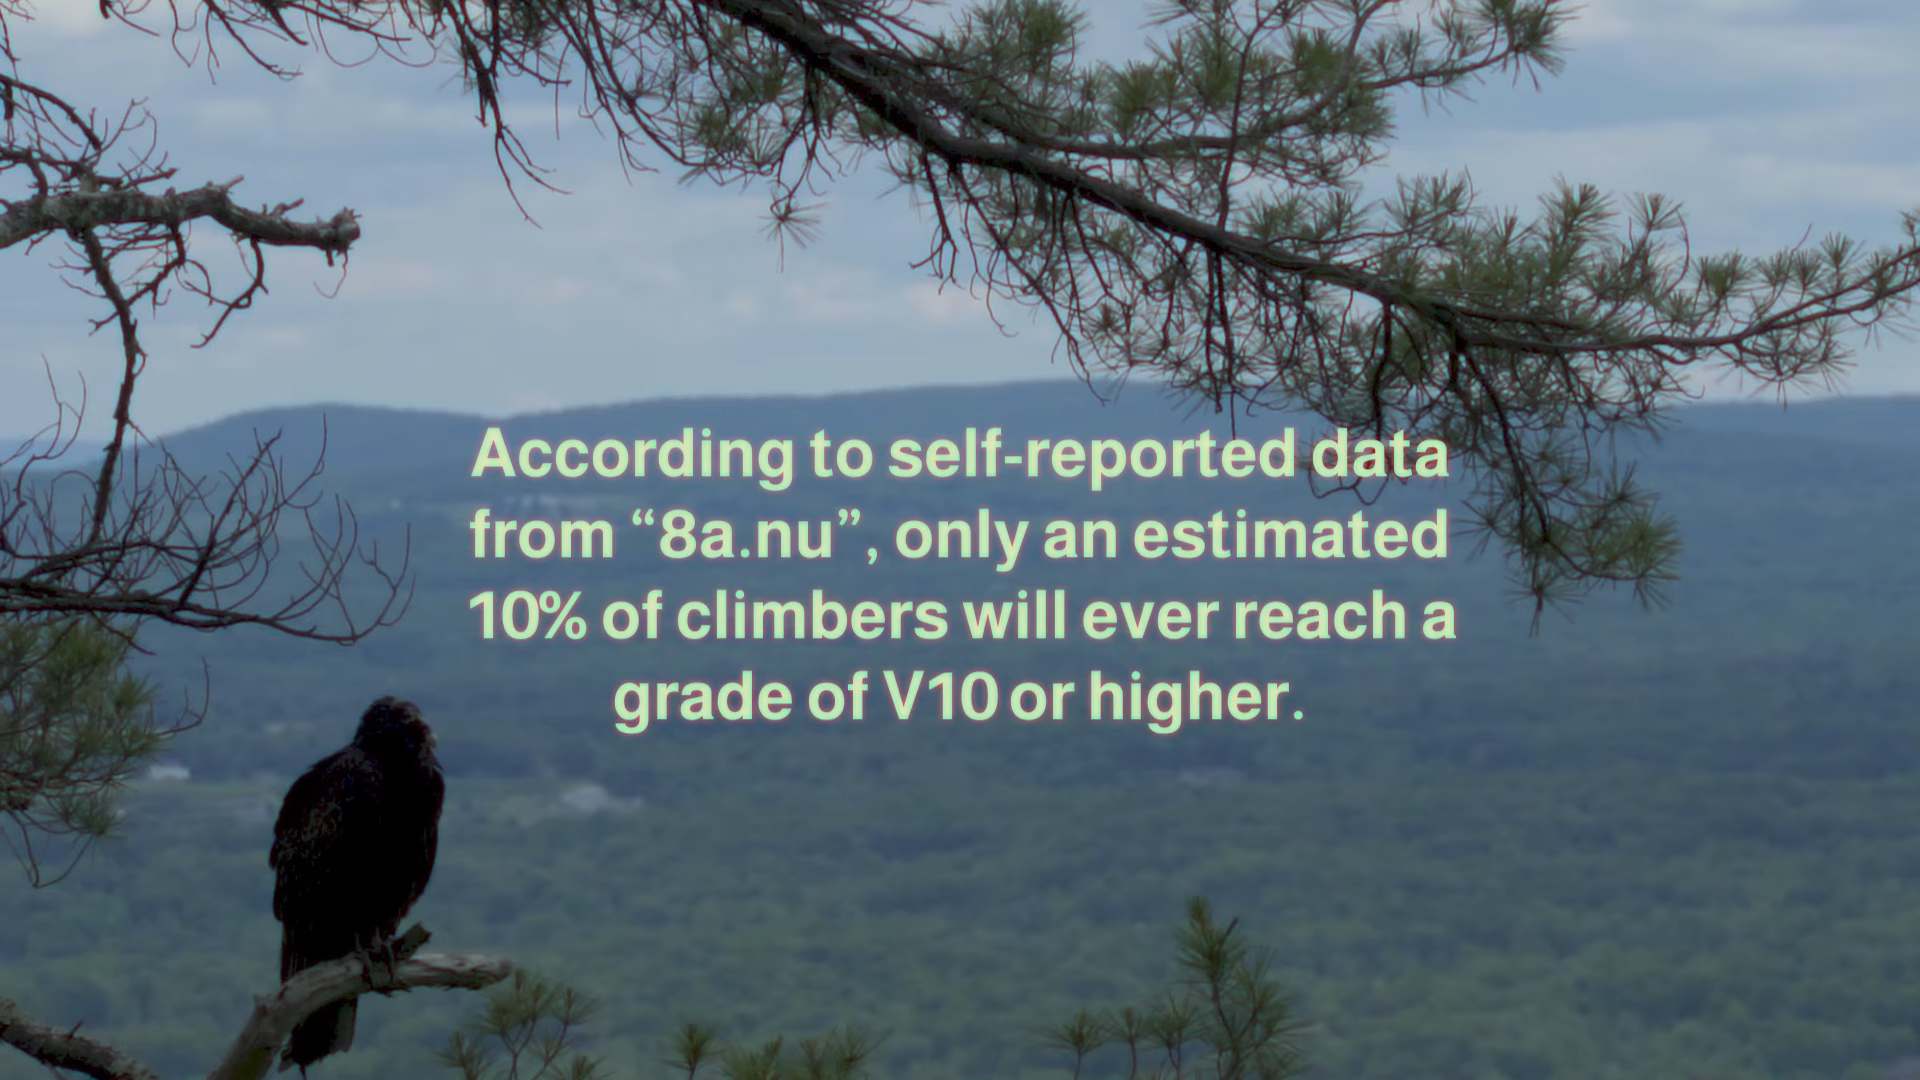 According to self-reported data
from “8a.nu”, only an estimated
10% of climbers will ever reach a
grade of V10 or higher.